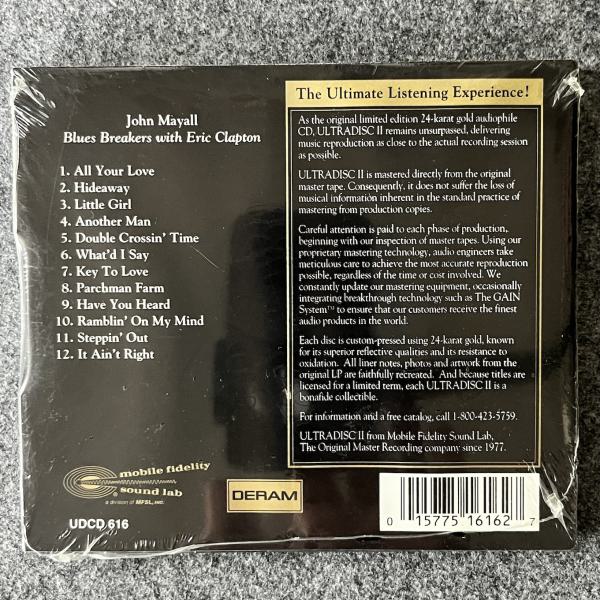 John Mayall
Blues Breakers with Eric Clapton
1. All Your Love
2. Hideaway
3. Little Girl
4. Another Man
5. Double Crossin' Time
6. What'd I Say
7. Key To Love
8. Parchman Farm
9. Have You Heard
10. Ramblin' On My Mind
11. Steppin' Out
12. It Ain't Right
The Ultimate Listening Experience!
As the original limited edition 24-karat gold audiophile
CD, ULTRADISC II remains unsurpassed, delivering
music reproduction as close to the actual recording session
as possible.
ULTRADISC II is mastered directly from the original
master tape. Consequently, it does not suffer the loss of
musical information inherent in the standard practice of
mastering from production copies.
Careful attention is paid to each phase of production,
beginning with our inspection of master tapes. Using our
proprietary mastering technology, audio engineers take
meticulous care to achieve the most accurate reproduction
possible, regardless of the time or cost involved. We
constantly update our mastering equipment, occasionally
integrating breakthrough technology such as The GAIN
System™ to ensure that our customers receive the finest
audio products in the world.
Each disc is custom-pressed using 24-karat gold, known
for its superior reflective qualities and its resistance to
oxidation. All liner notes, photos and artwork from the
original LP are faithfully recreated. And because titles are
licensed for a limited term, each ULTRADISC II is a
bonafide collectible.
For information and a free catalog, call 1-800-423-5759.
ULTRADISC II from Mobile Fidelity Sound Lab,
The Original Master Recording company since 1977.
mobile fidelity
sound lab
a division of MFSL, INC.
UDCD 616
DERAM
0 15775 16162 7